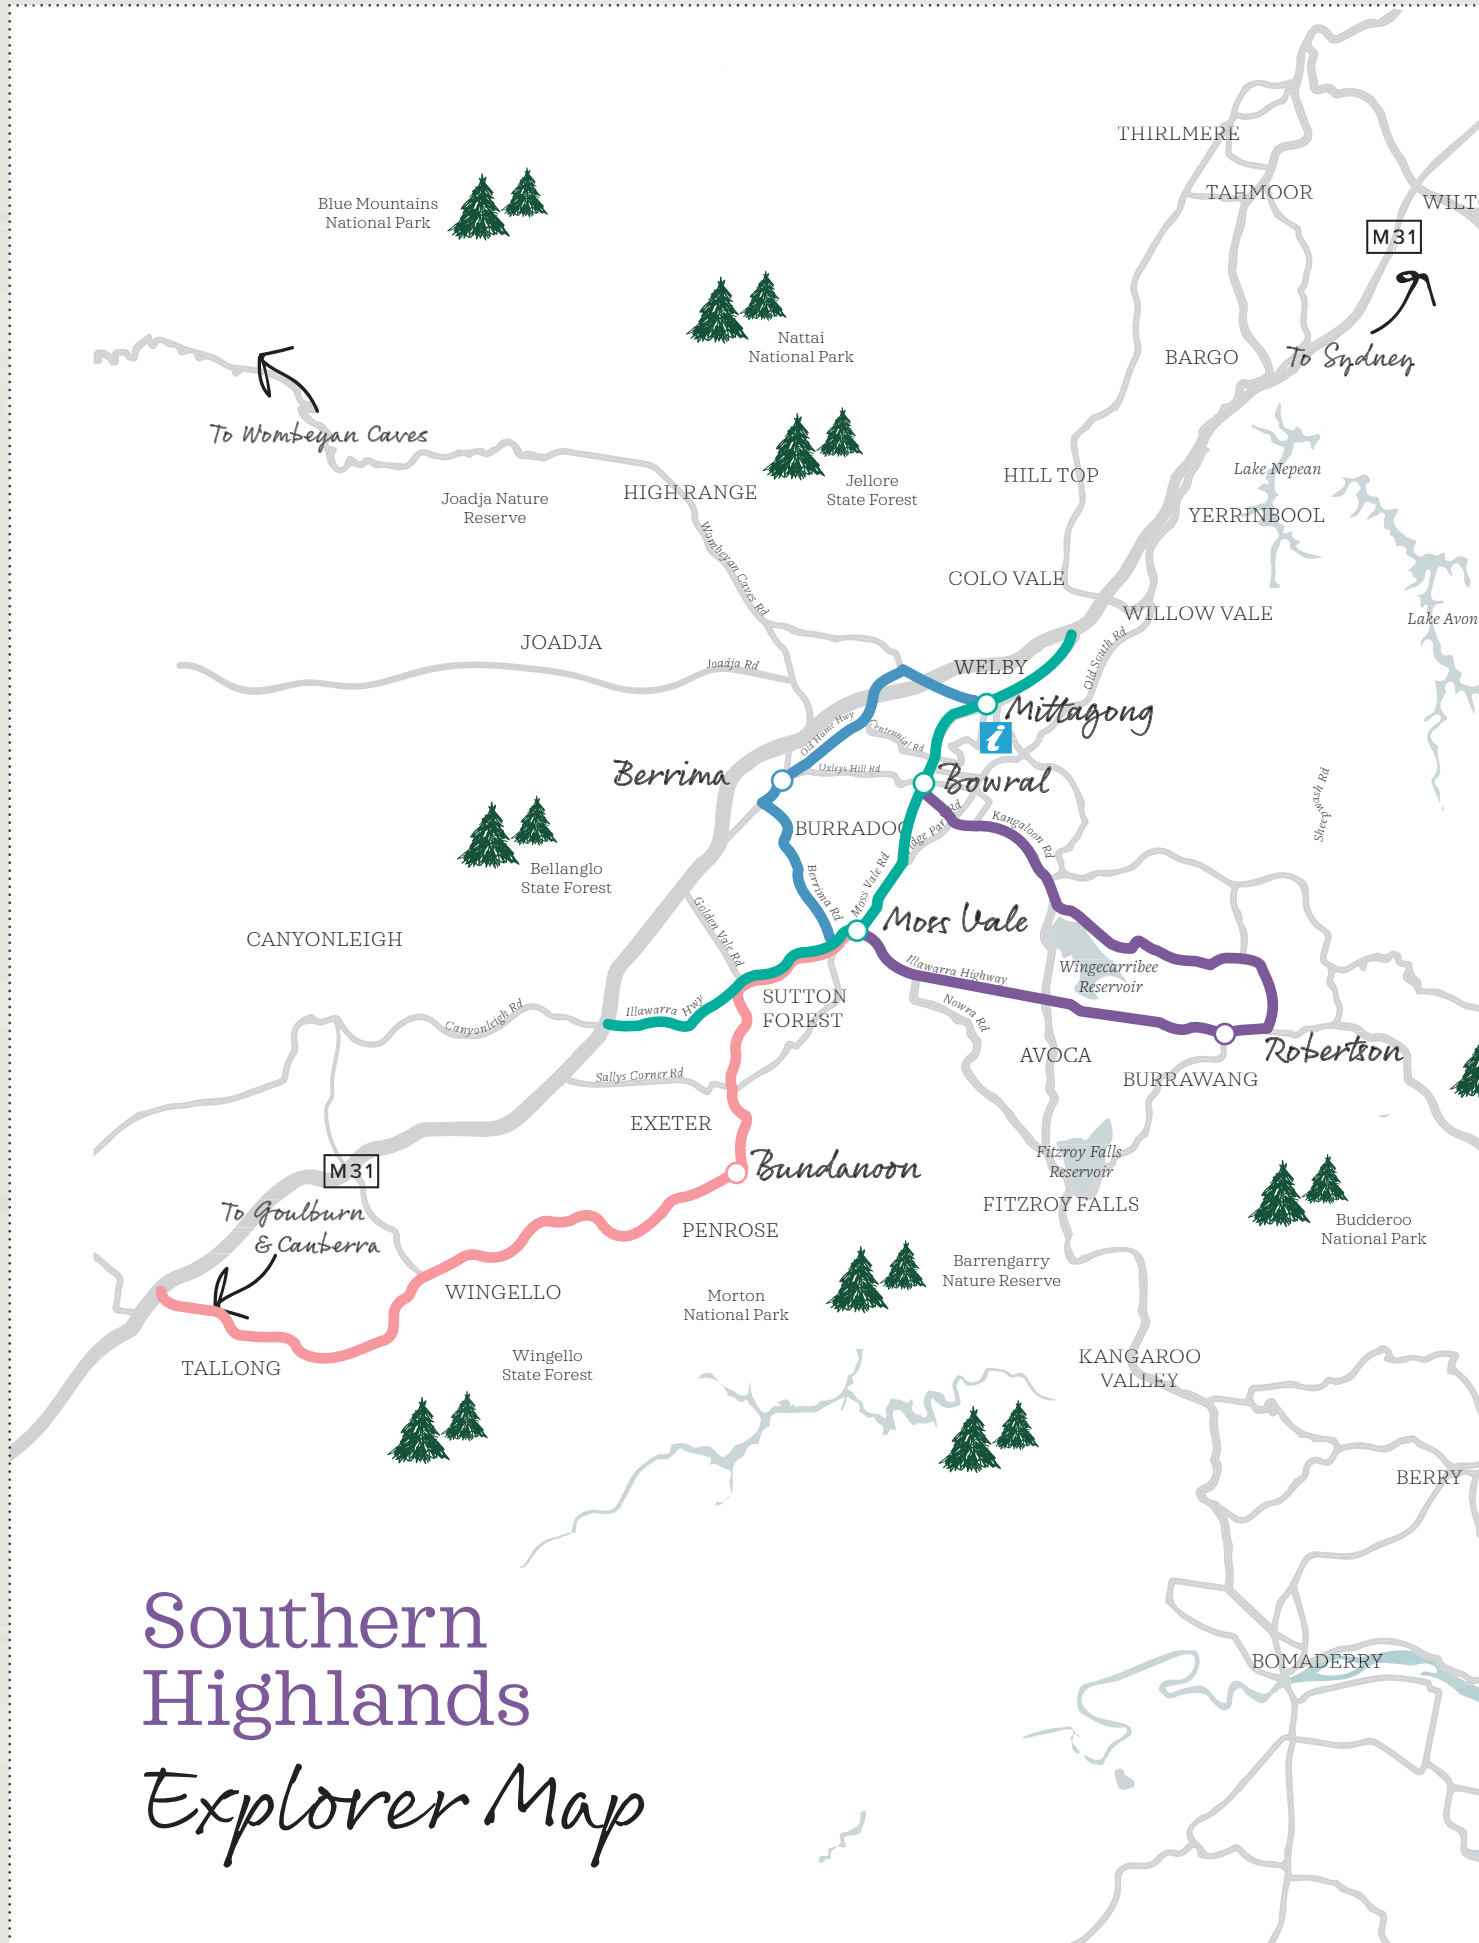 THIRLMERE
TAHMOOR
Blue Mountains
National Park
M31
Nattai
National Park
BARGO
To Sydney
To Wombeyan Caves
Lake Nepean
HILL TOP
Jellore
State Forest
HIGH RANGE
Joadja Nature
Reserve
YERRINBOOL
Wombeyan Caves Rd
COLO VALE
WILLOW VALE
Lake Avon
JOADJA
Old South Rd
Joadja Rd
WELBY
Mittagong
Old Hume Hwy
Centennial Rd
i
Berrima
Oxleys Hill Rd
Bowral
Sheepwash Rd
BURRADOO
Rd
Kangaloon Rd
Bellanglo
State Forest
Berrima Rd
Moss Vale Rd
Golden Vale Rd
Moss Vale
CANYONLEIGH
Illawarra Highway
Wingecarribee
Reservoir
SUTTON
FOREST
Illawarra Hwy
Canyonleigh Rd
Nowra Rd
Robertson
AVOCA
Sallys Corner Rd
BURRAWANG
EXETER
Fitzroy Falls
Reservoir
M31
Bundanoon
FITZROY FALLS
To Goulburn
& Canberra
PENROSE
Budderoo
National Park
Barrengarry
Nature Reserve
WINGELLO
Morton
National Park
TALLONG
Wingello
State Forest
KANGAROO
VALLEY
BERRY
Southern
Highlands
BOMADERRY
Explorer Map